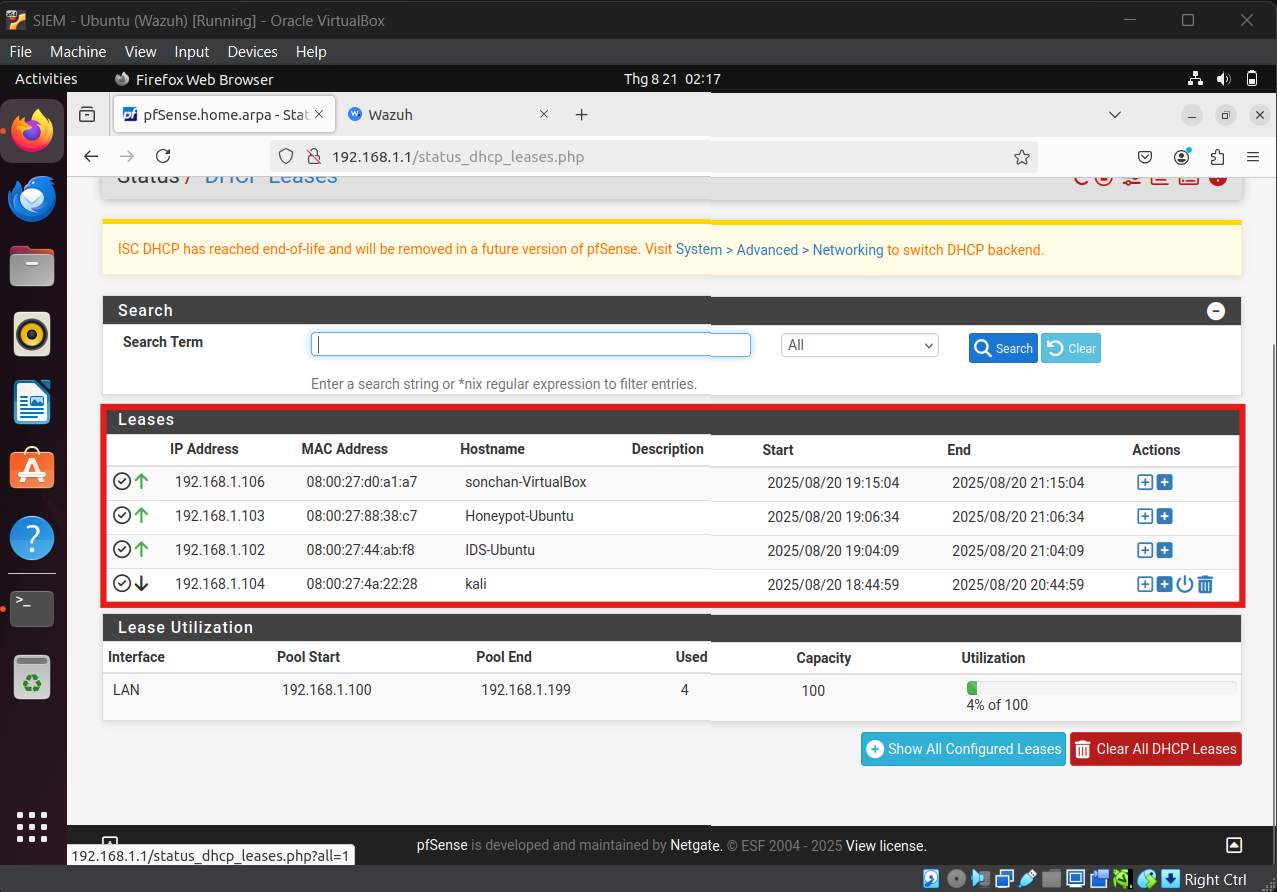 SIEM - Ubuntu (Wazuh) [Running] - Oracle VirtualBox
File Machine View Input Devices Help
Activities Firefox Web Browser Thg 8 21 02:17
pfSense.home.arpa - Stat Wazuh
192.168.1.1/status_dhcp_leases.php
Status / DHCP Leases
ISC DHCP has reached end-of-life and will be removed in a future version of pfSense. Visit System > Advanced > Networking to switch DHCP backend.
Search
Search Term All Search Clear
Enter a search string or *nix regular expression to filter entries.
Leases
IP Address MAC Address Hostname Description Start End Actions
192.168.1.106 08:00:27:d0:a1:a7 sonchan-VirtualBox 2025/08/20 19:15:04 2025/08/20 21:15:04
192.168.1.103 08:00:27:88:38:c7 Honeypot-Ubuntu 2025/08/20 19:06:34 2025/08/20 21:06:34
192.168.1.102 08:00:27:44:ab:f8 IDS-Ubuntu 2025/08/20 19:04:09 2025/08/20 21:04:09
192.168.1.104 08:00:27:4a:22:28 kali 2025/08/20 18:44:59 2025/08/20 20:44:59
Lease Utilization
Interface Pool Start Pool End Used Capacity Utilization
LAN 192.168.1.100 192.168.1.199 4 100
4% of 100
Show All Configured Leases Clear All DHCP Leases
pfSense is developed and maintained by Netgate. © ESF 2004 - 2025 View license.
192.168.1.1/status_dhcp_leases.php?all=1
Right Ctrl